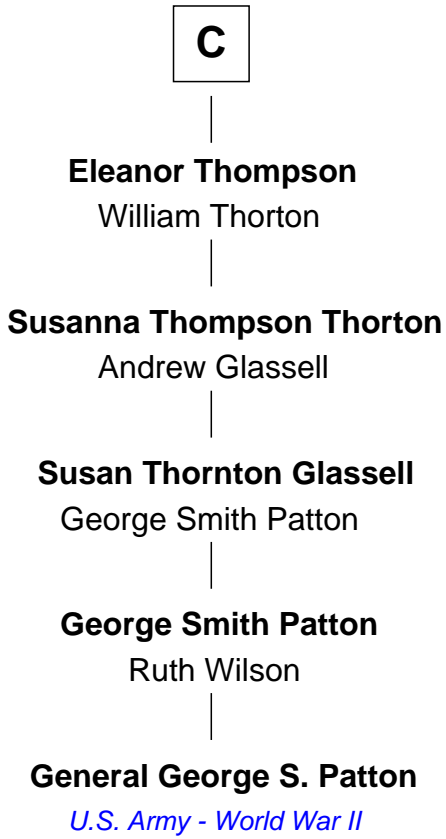 C
Eleanor Thompson
William Thorton
Susanna Thompson Thorton
Andrew Glassell
Susan Thornton Glassell
George Smith Patton
George Smith Patton
Ruth Wilson
General George S. Patton
U.S. Army - World War II